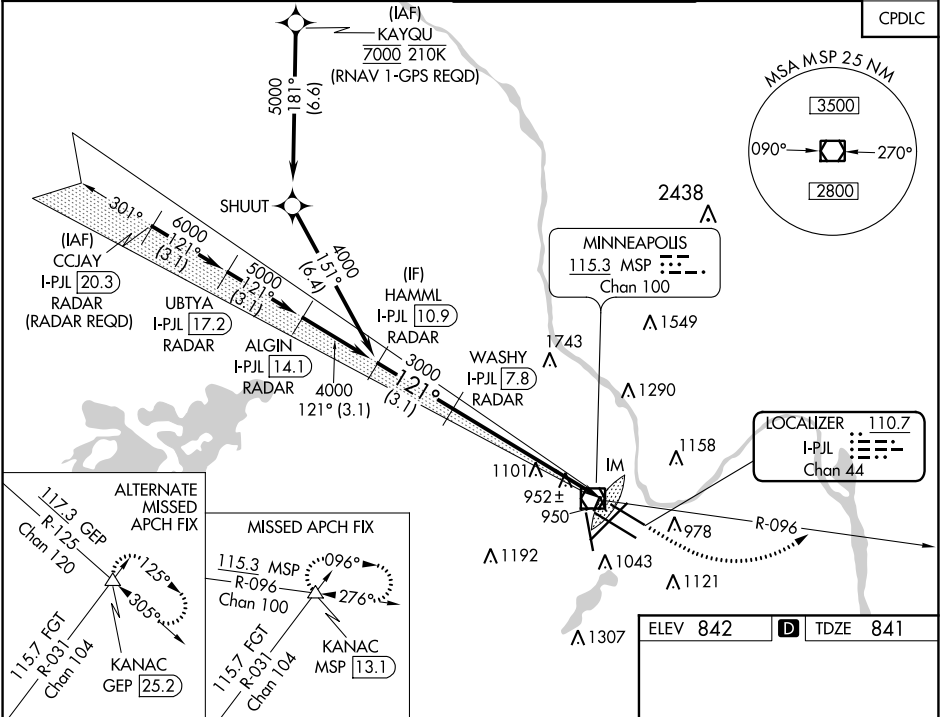 CPDLC
(IAF)
KAYQU
7000 210K
(RNAV 1-GPS REQD)
5000
181°
(6.6)
MSA MSP 25 NM
3500
090°
270°
2800
SHUUT
4000
151°
(6.4)
301°
6000
121°
(3.1)
5000
121°
(3.1)
(IAF)
CCJAY
I-PJL 20.3
RADAR
(RADAR REQD)
UBTYA
I-PJL 17.2
RADAR
ALGIN
I-PJL 14.1
RADAR
4000
121° (3.1)
(IF)
HAMML
I-PJL 10.9
RADAR
3000
121°
(3.1)
WASHY
I-PJL 7.8
RADAR
2438
MINNEAPOLIS
115.3 MSP
Chan 100
1549
1743
1290
LOCALIZER 110.7
I-PJL
Chan 44
1158
1101
IM
952±
950
978
R-096
1192
1043
1121
1307
ALTERNATE
MISSED
APCH FIX
117.3 GEP
R-125
Chan 120
125°
305°
115.7 FGT
R-031
Chan 104
KANAC
GEP 25.2
MISSED APCH FIX
115.3 MSP
R-096
Chan 100
096°
276°
115.7 FGT
R-031
Chan 104
KANAC
MSP 13.1
ELEV 842 D TDZE 841